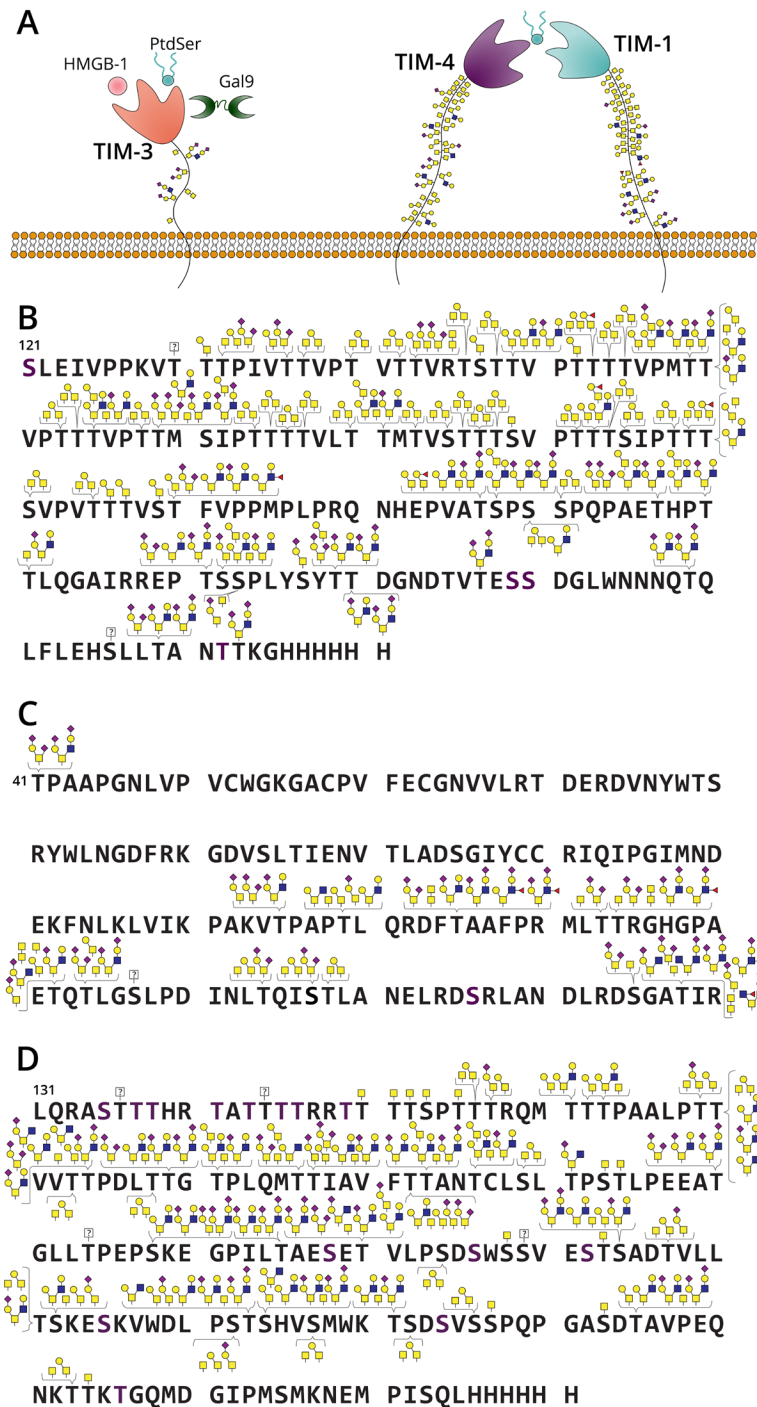 A
PtdSer
HMGB-1
Gal9
TIM-3
TIM-4
TIM-1
B
121
?
SLEIVPPKVT TTPIVTTVPT VTTVRTSTTV PTTTTVPMTT
VPTTTVPTTM SIPTTTTVLT TMTVSTTTSV PTTTSIPTTT
SVPVTTTVST FVPPMPLPRQ NHEPVATSPS SPQPAETHPT
TLQGAIRREP TSSPLYSYTT DGNDTVTESS DGLWNNNQTQ
?
LFLEHSLLTA NTTKGHHHHH H
C
41 TPAAPGNLVP VCWGKGACPV FECGNVVLRT DERDVNYWTS
RYWLNGDFRK GDVSLTIENV TLADSGIYCC RIQIPGIMND
EKFNLKLVIK PAKVTPAPTL QRDFTAAFPR MLTTRGHGPA
?
ETQTLGSLPD INLTQISTLA NELRDSRLAN DLRDSGATIR
D
131
? ?
LQRASTTTHR TATTTTRRTT TTSPTTTRQM TTTPAALPTT
VVTTPDLTTG TPLQMTTIAV FTTANTCLSL TPSTLPEEAT
? ?
GLLTPEPSKEG GPILTAESET VLPSDSWSSV ESTSADTVLL
TSKESKVWDL PSTSHVSMWK TSDSVSSPQP GASDTAVPEQ
NKTTKTGQMD GIPMSMKNEM PISQLHHHHH H